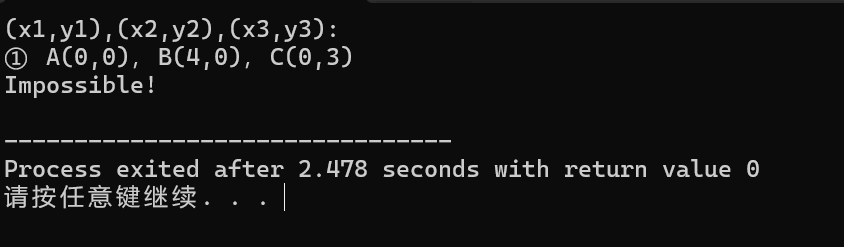 (x1,y1),(x2,y2),(x3,y3):
① A(0,0), B(4,0), C(0,3)
Impossible!
--------------------------------
Process exited after 2.478 seconds with return value 0
请按任意键继续. . .